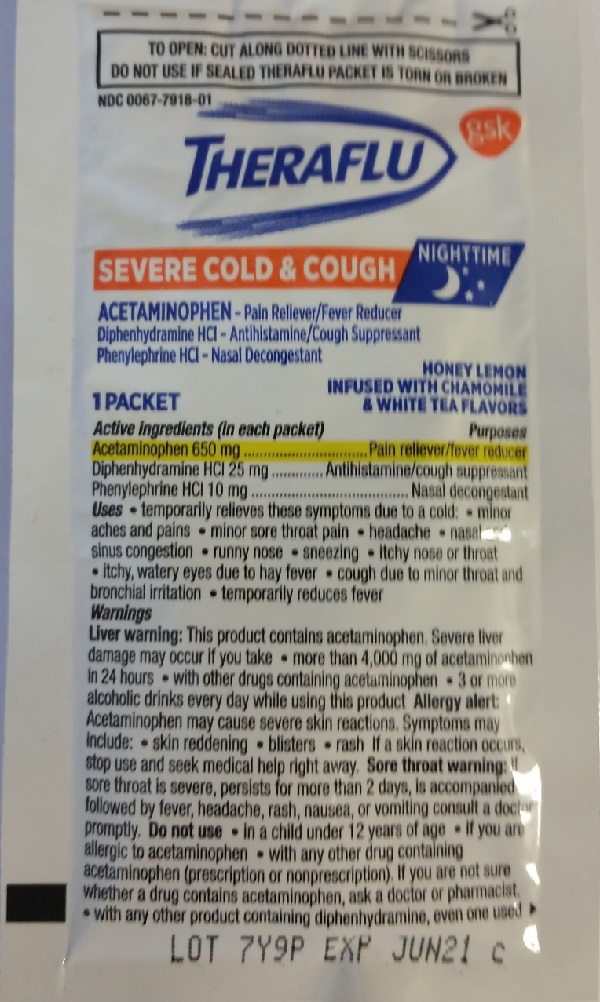 TO OPEN: CUT ALONG DOTTED LINE WITH SCISSORS
DO NOT USE IF SEALED THERAFLU PACKET IS TORN OR BROKEN
NDC 0067-7918-01
gsk
THERAFLU
NIGHTTIME
SEVERE COLD & COUGH
ACETAMINOPHEN - Pain Reliever/Fever Reducer
Diphenhydramine HCl - Antihistamine/Cough Suppressant
Phenylephrine HCl - Nasal Decongestant
HONEY LEMON
INFUSED WITH CHAMOMILE
& WHITE TEA FLAVORS
1 PACKET
Active ingredients (in each packet) Purposes
Acetaminophen 650 mg ............................. Pain reliever/fever reducer
Diphenhydramine HCl 25 mg ............ Antihistamine/cough suppressant
Phenylephrine HCl 10 mg ..................................... Nasal decongestant
Uses • temporarily relieves these symptoms due to a cold: • minor
aches and pains • minor sore throat pain • headache • nasal
sinus congestion • runny nose • sneezing • itchy nose or throat
• itchy, watery eyes due to hay fever • cough due to minor throat and
bronchial irritation • temporarily reduces fever
Warnings
Liver warning: This product contains acetaminophen. Severe liver
damage may occur if you take • more than 4,000 mg of acetaminophen
in 24 hours • with other drugs containing acetaminophen • 3 or more
alcoholic drinks every day while using this product Allergy alert:
Acetaminophen may cause severe skin reactions. Symptoms may
include: • skin reddening • blisters • rash If a skin reaction occurs,
stop use and seek medical help right away. Sore throat warning: If
sore throat is severe, persists for more than 2 days, is accompanied
followed by fever, headache, rash, nausea, or vomiting consult a doctor
promptly. Do not use • in a child under 12 years of age • if you are
allergic to acetaminophen • with any other drug containing
acetaminophen (prescription or nonprescription). If you are not sure
whether a drug contains acetaminophen, ask a doctor or pharmacist.
• with any other product containing diphenhydramine, even one used
LOT 7Y9P EXP JUN21 c